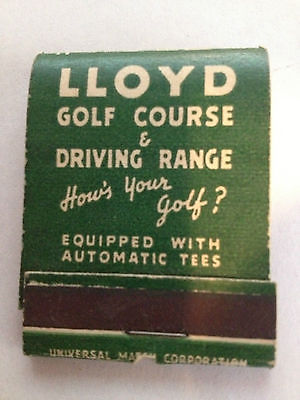 LLOYD
GOLF COURSE
&
DRIVING RANGE
How's Your
Golf?
EQUIPPED WITH
AUTOMATIC TEES
UNIVERSAL MATCH CORPORATION